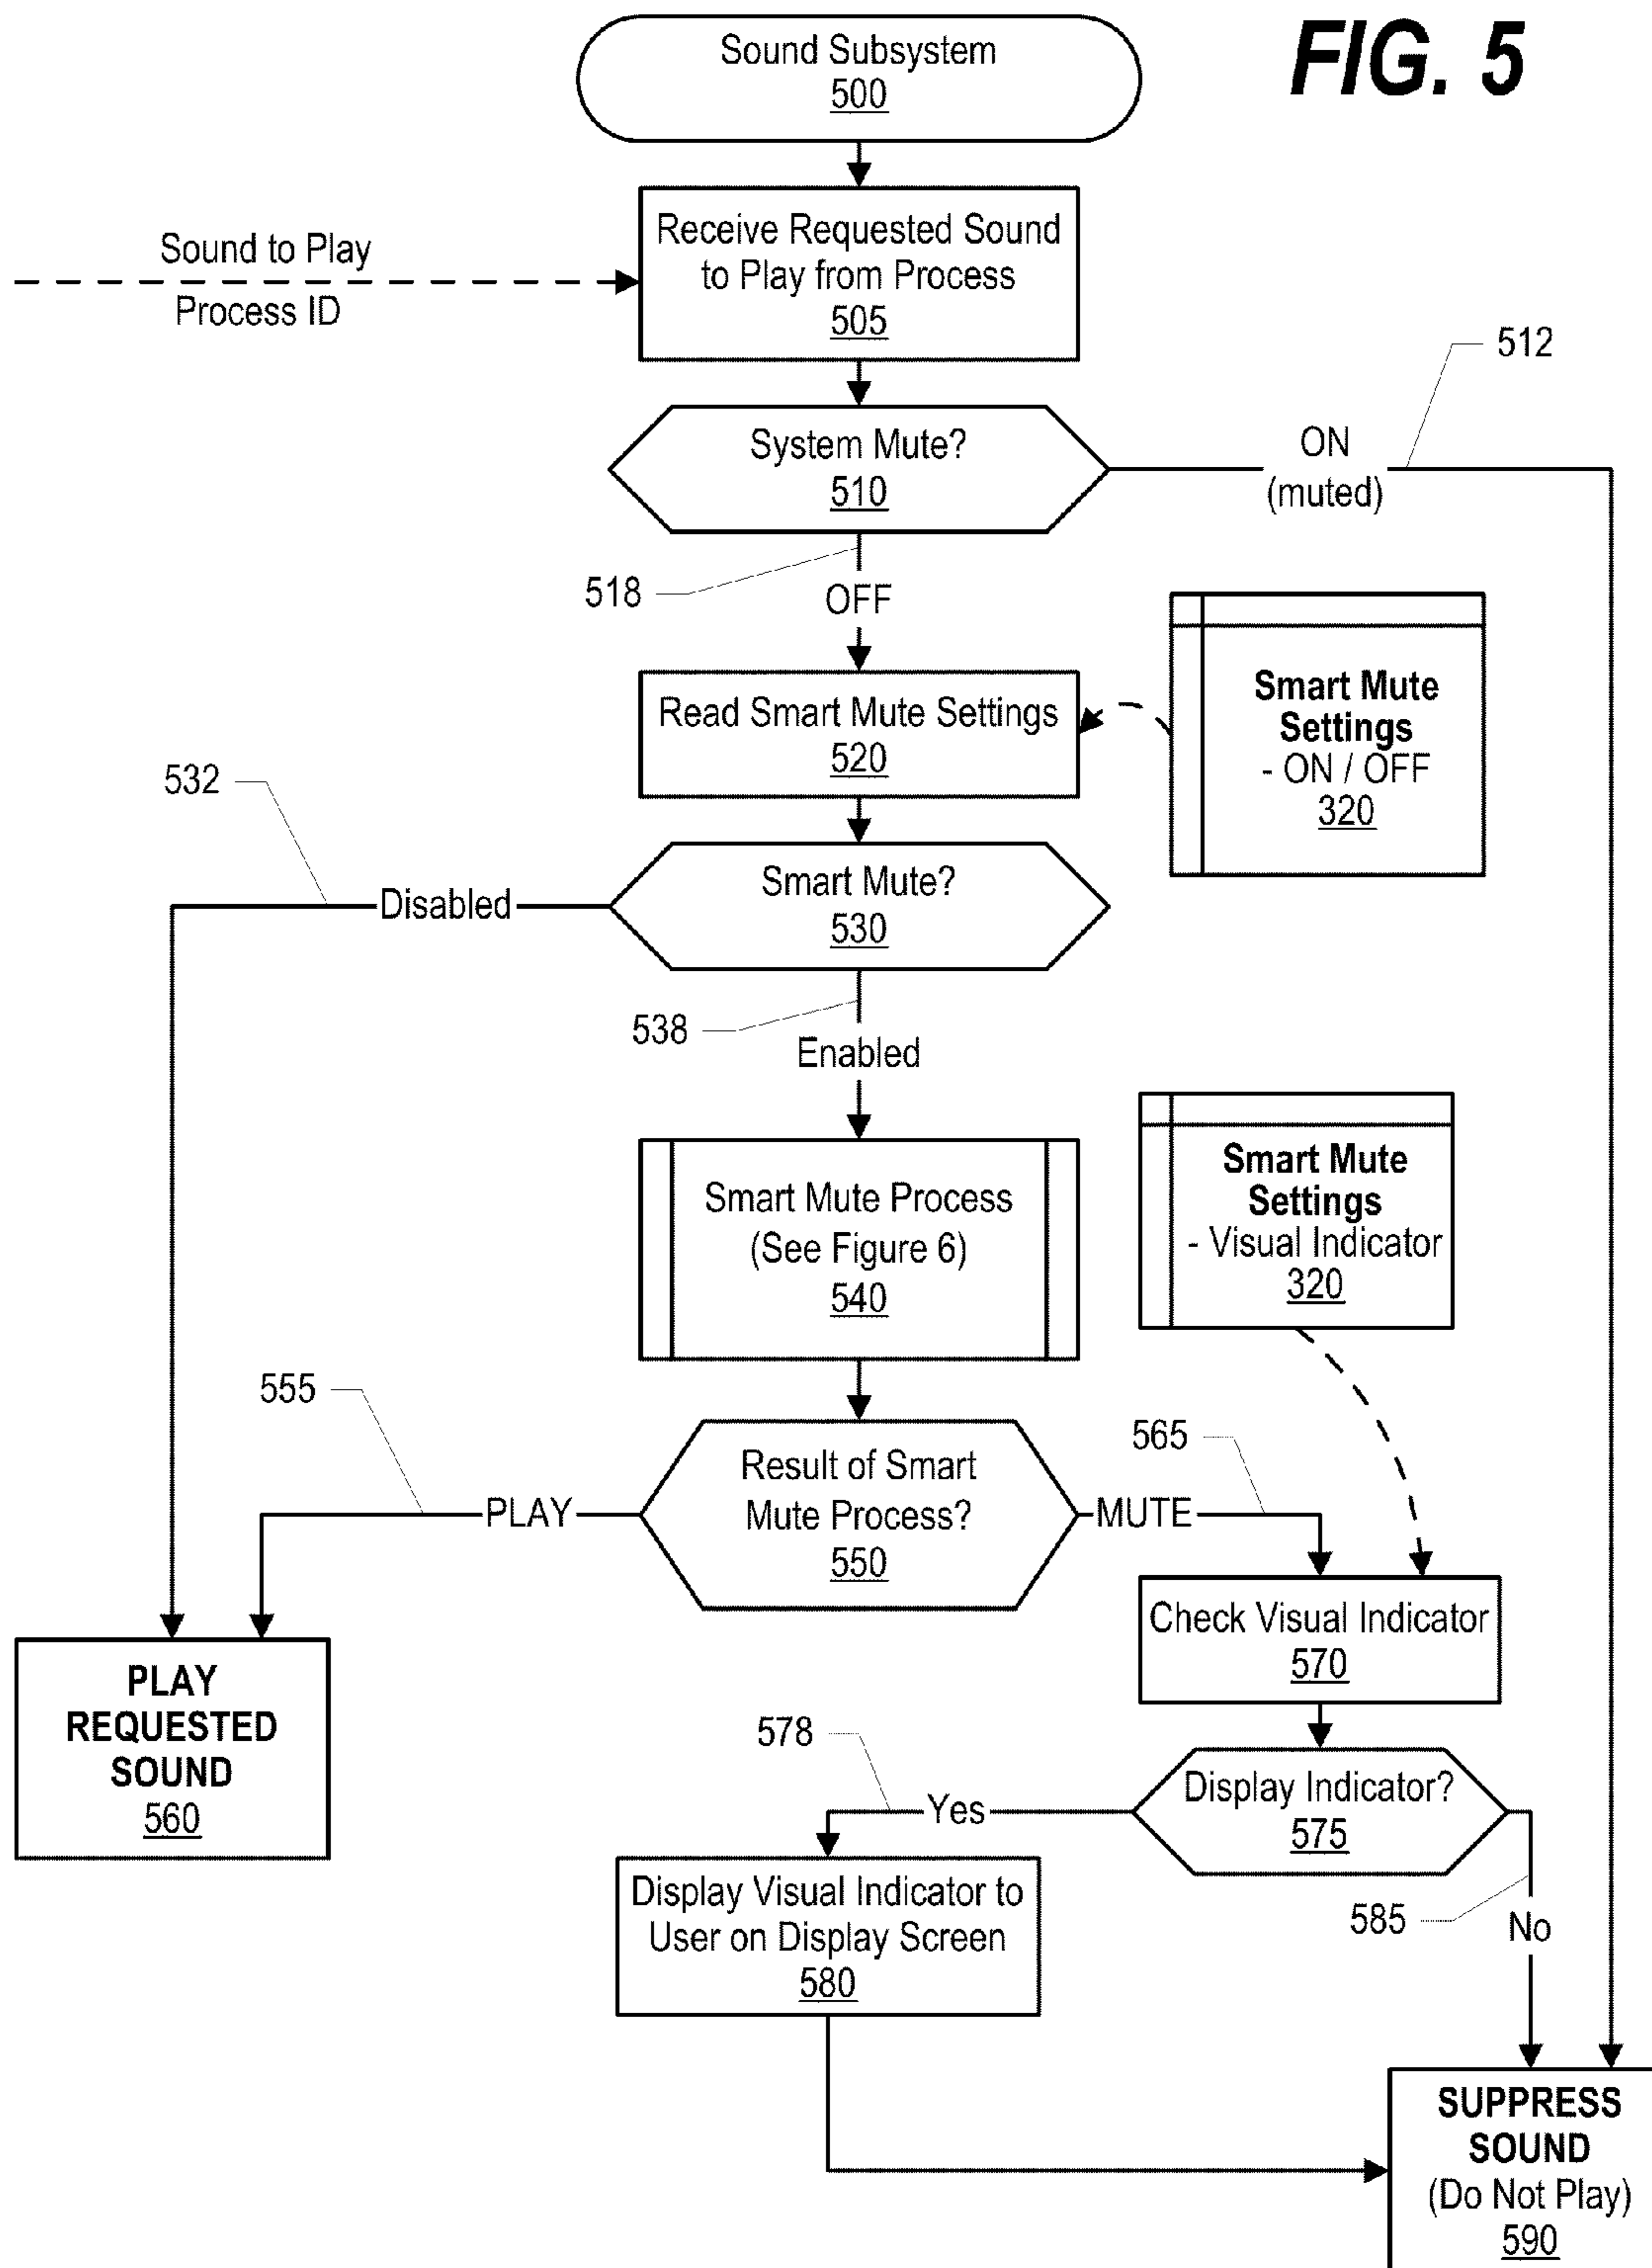 FIG. 5
Sound Subsystem
500
Sound to Play
Process ID
Receive Requested Sound
to Play from Process
505
512
System Mute?
510
ON
(muted)
518
OFF
Read Smart Mute Settings
520
Smart Mute
Settings
- ON / OFF
320
532
Disabled
Smart Mute?
530
538
Enabled
Smart Mute Process
(See Figure 6)
540
Smart Mute
Settings
- Visual Indicator
320
555
PLAY
Result of Smart
Mute Process?
550
565
MUTE
Check Visual Indicator
570
PLAY
REQUESTED
SOUND
560
578
Yes
Display Indicator?
575
585
No
Display Visual Indicator to
User on Display Screen
580
SUPPRESS
SOUND
(Do Not Play)
590